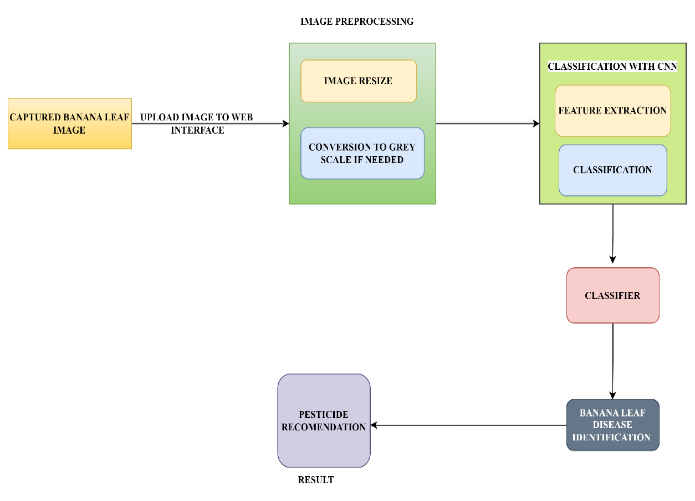 IMAGE PREPROCESSING
CAPTURED BANANA LEAF
IMAGE
UPLOAD IMAGE TO WEB
INTERFACE
IMAGE RESIZE
CONVERSION TO GREY
SCALE IF NEEDED
CLASSIFICATION WITH CNN
FEATURE EXTRACTION
CLASSIFICATION
CLASSIFIER
BANANA LEAF
DISEASE
IDENTIFICATION
PESTICIDE
RECOMENDATION
RESULT